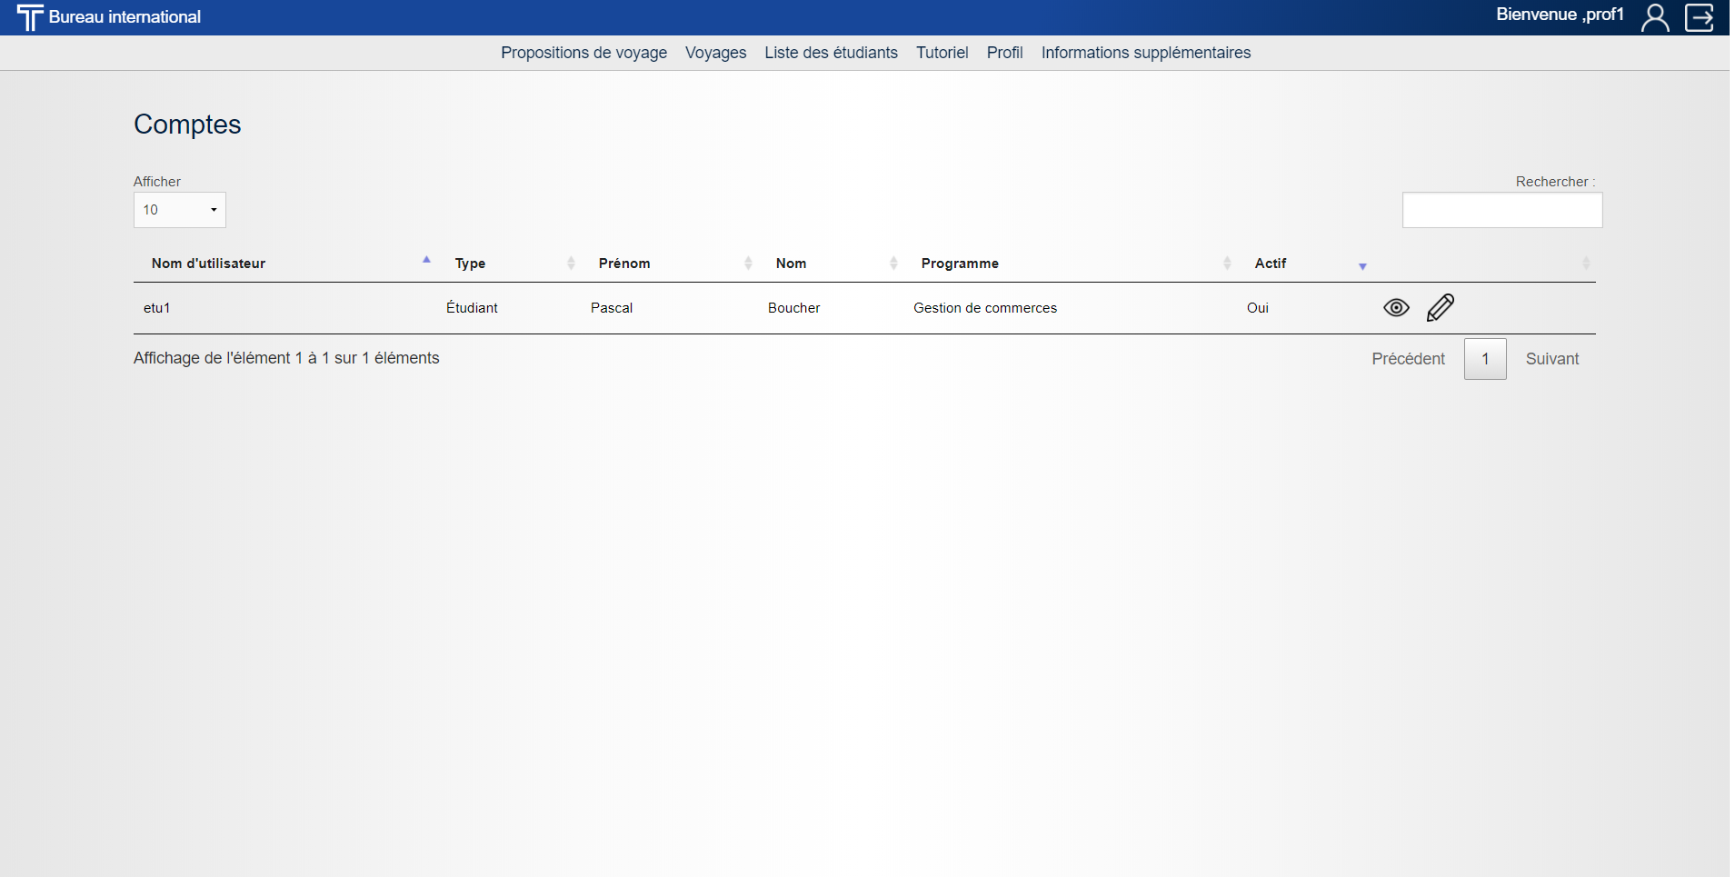 Bureau international
Bienvenue ,prof1
Propositions de voyage Voyages Liste des étudiants Tutoriel Profil Informations supplémentaires
Comptes
Afficher
10
Rechercher :
Nom d'utilisateur Type Prénom Nom Programme Actif
etu1 Étudiant Pascal Boucher Gestion de commerces Oui
Affichage de l'élément 1 à 1 sur 1 éléments
Précédent 1 Suivant